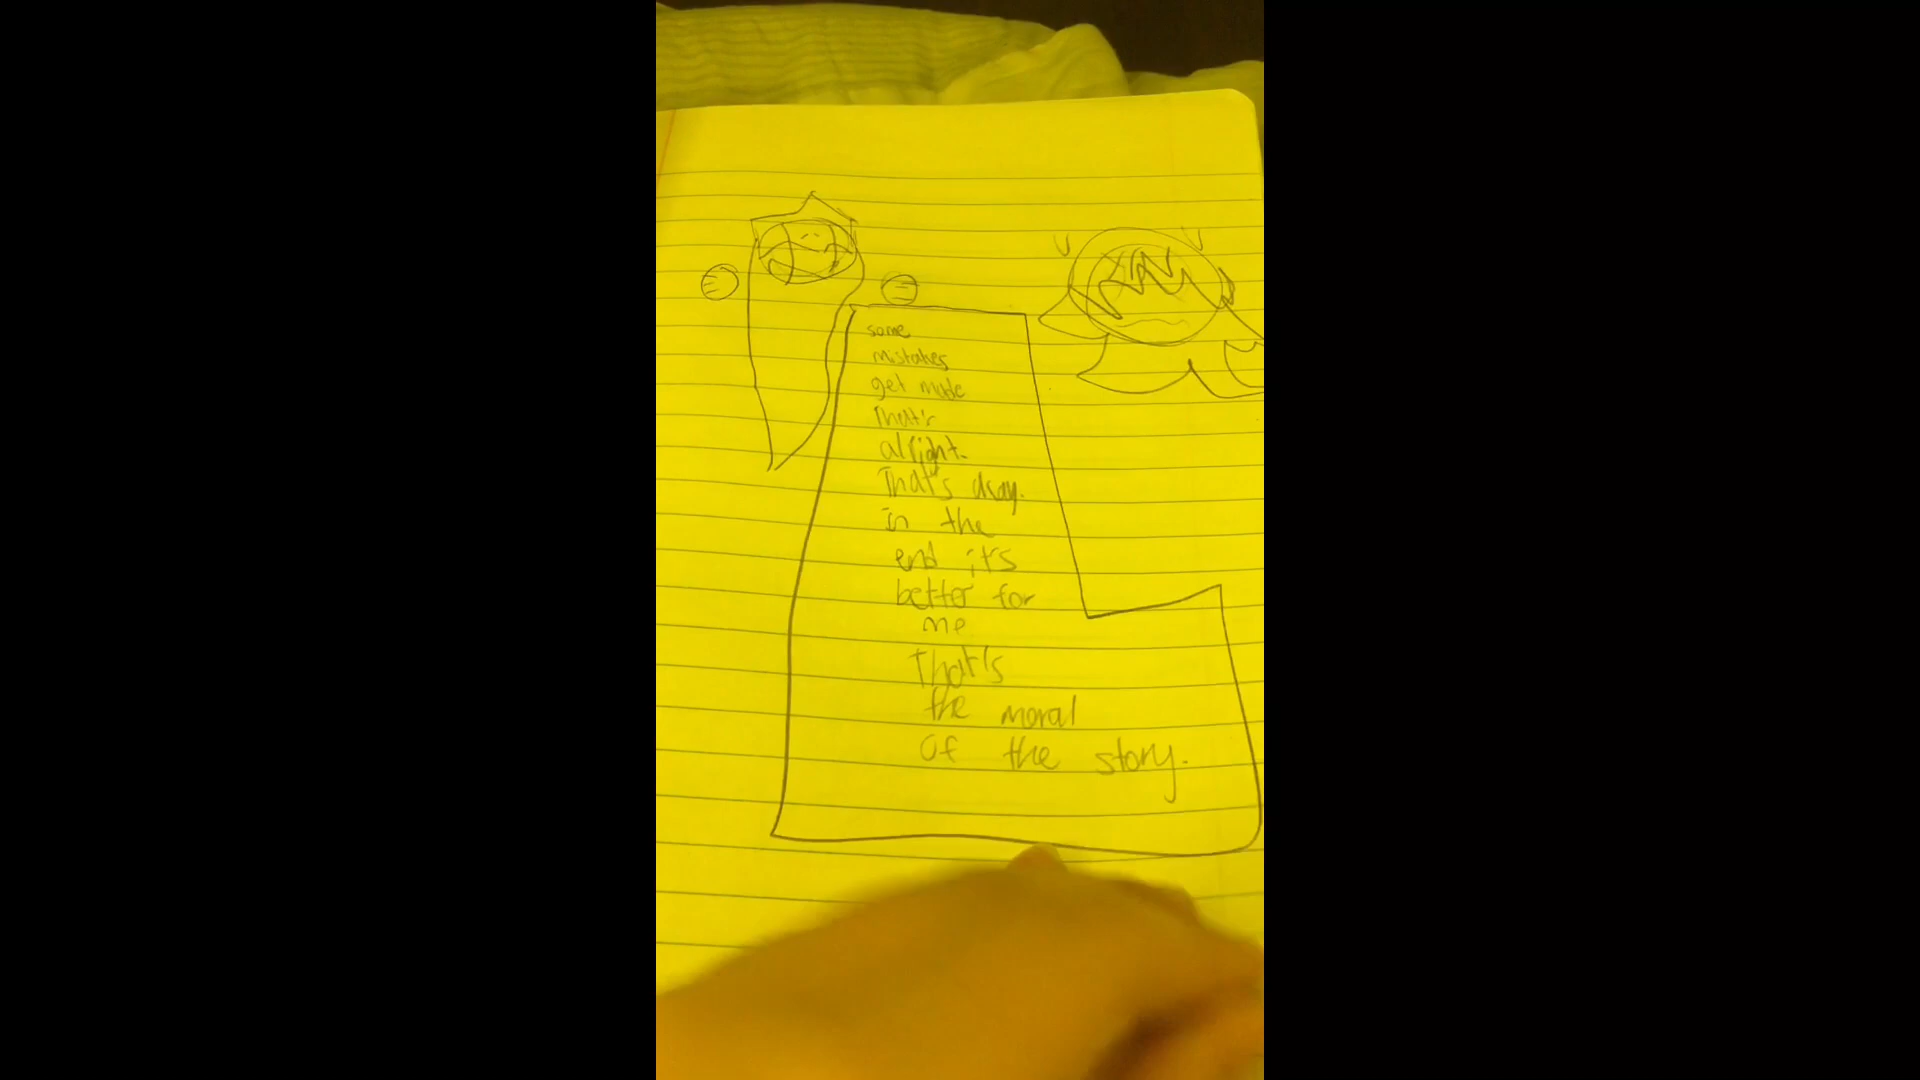 some
mistakes
get made
That's
alright.
That's okay.
in the
end it's
better for
me
That's
the moral
of the story.